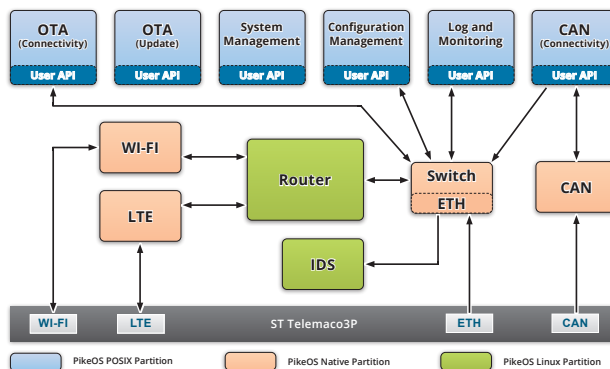 OTA
(Connectivity)
User API
OTA
(Update)
User API
System
Management
User API
Configuration
Management
User API
Log and
Monitoring
User API
CAN
(Connectivity)
User API
WI-FI
LTE
Router
Switch
ETH
CAN
IDS
WI-FI
LTE
ST Telemaco3P
ETH
CAN
PikeOS POSIX Partition
PikeOS Native Partition
PikeOS Linux Partition